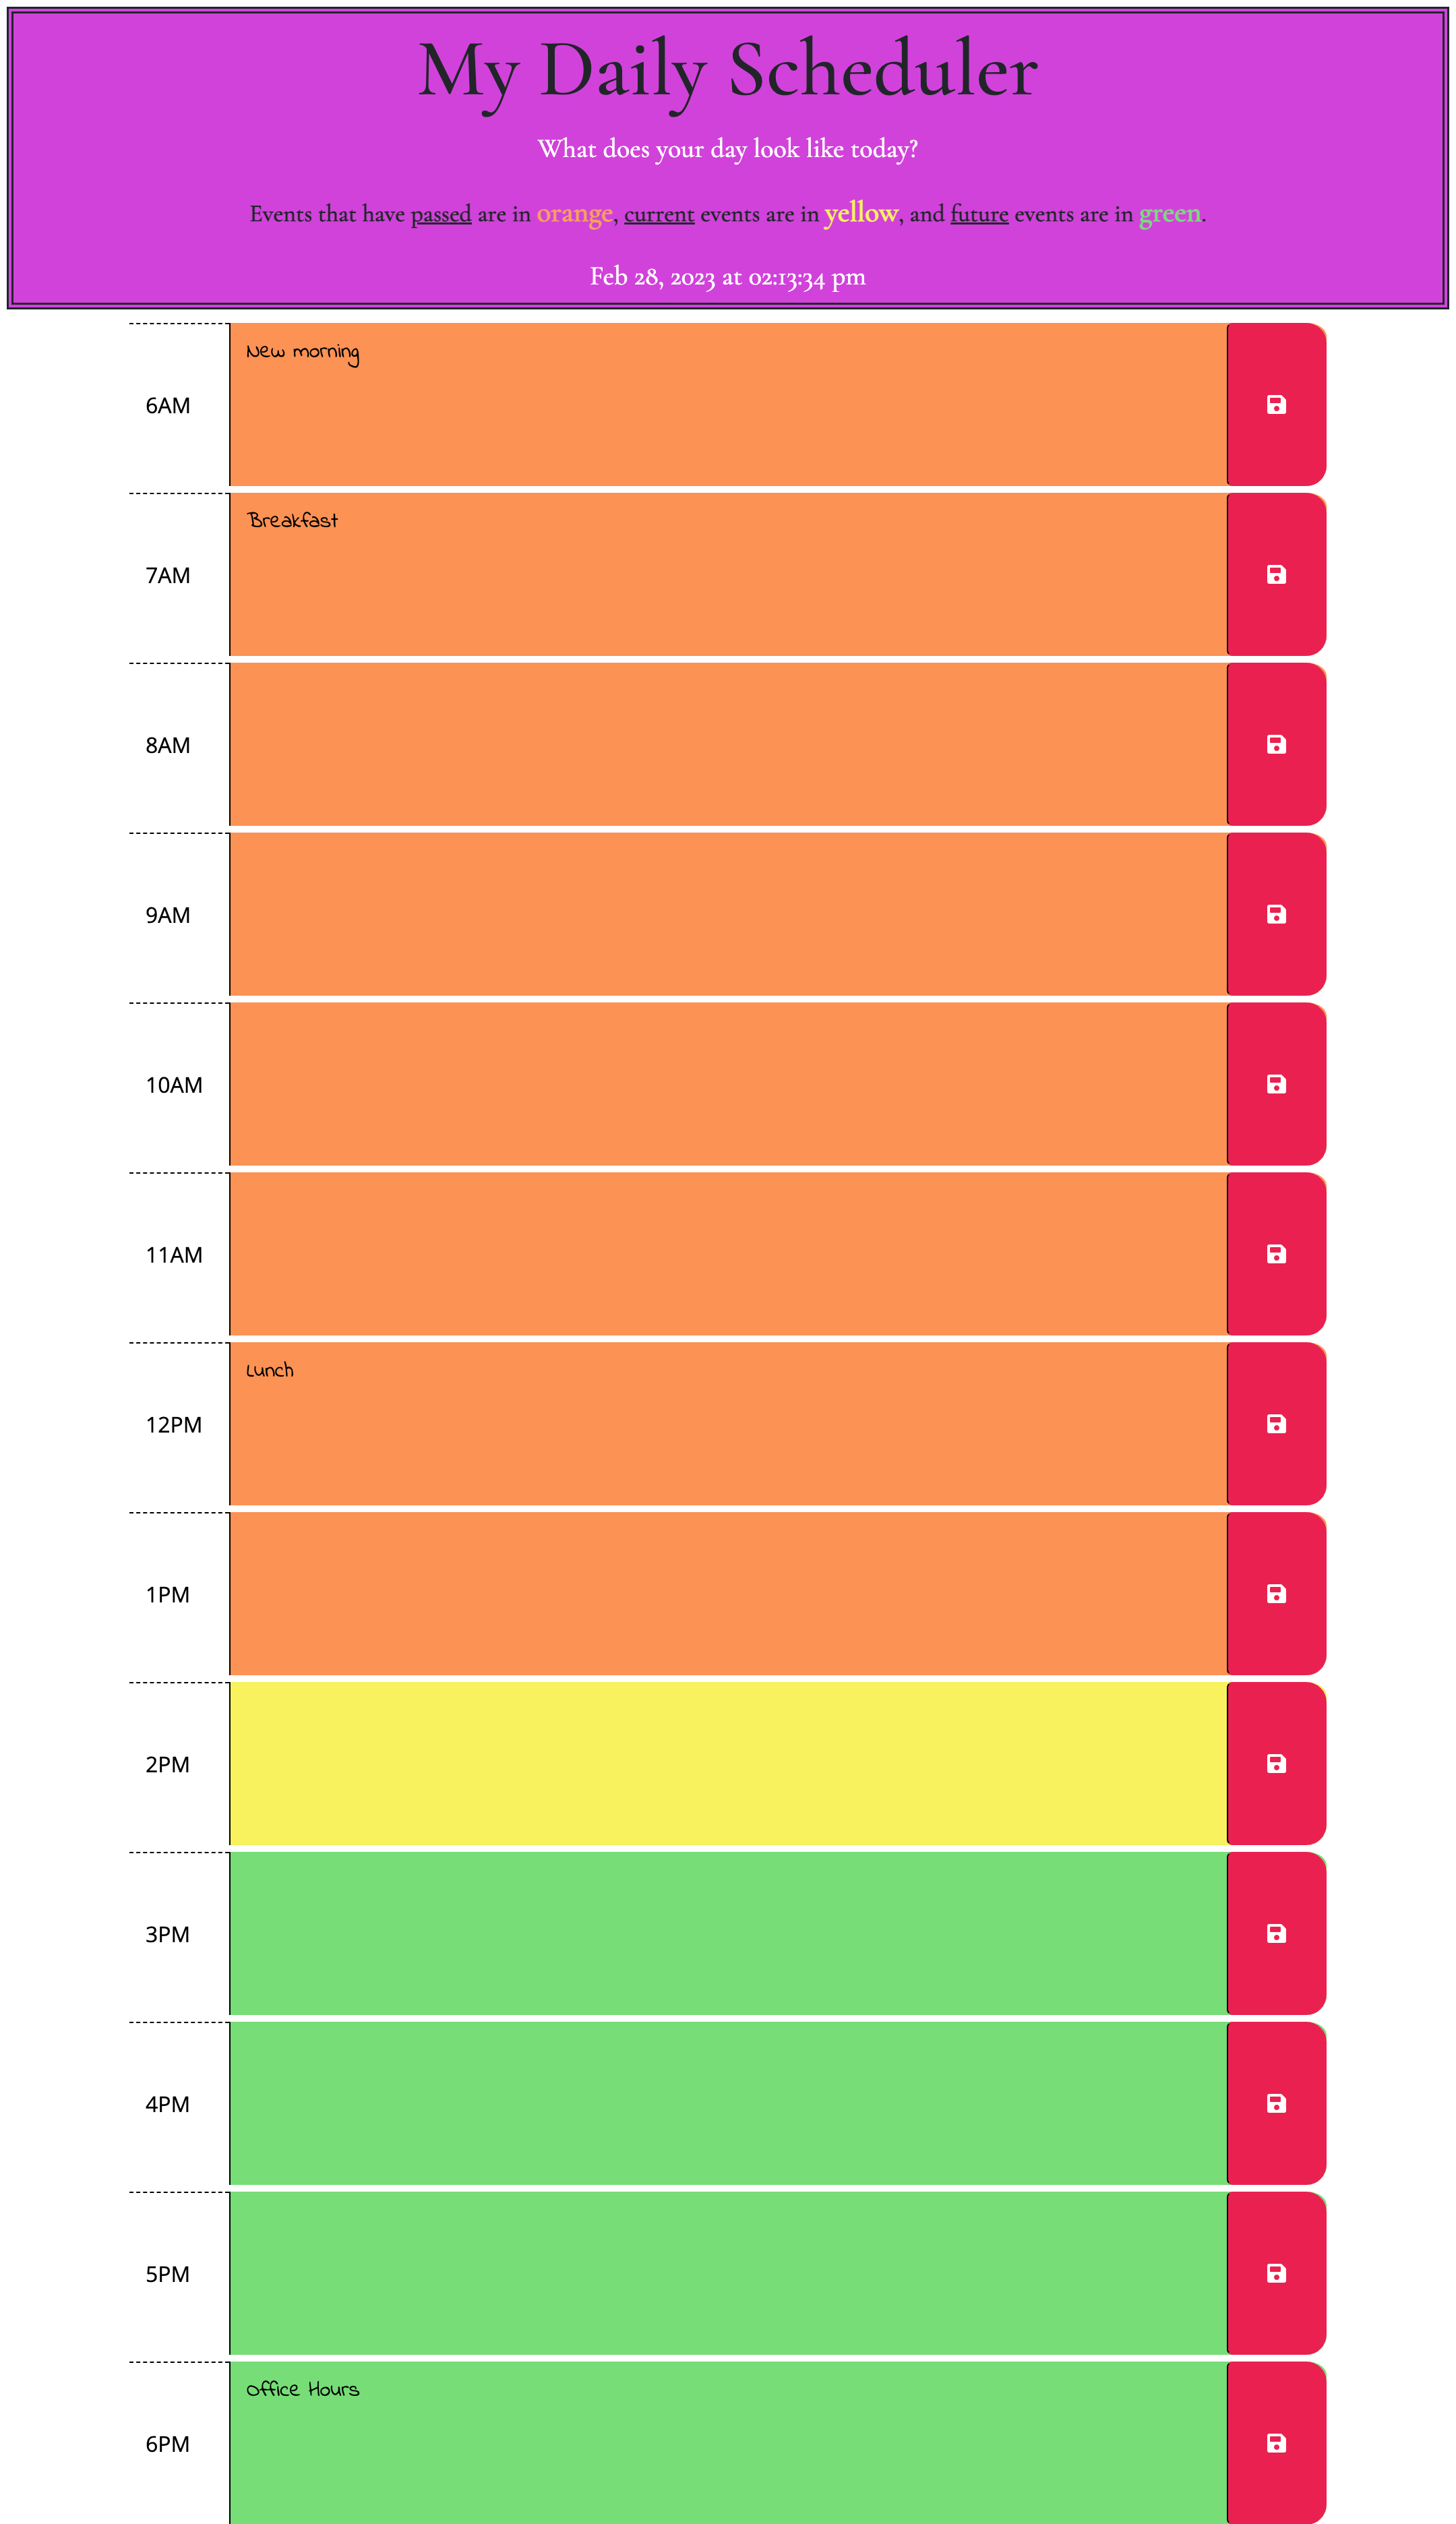 My Daily Scheduler
What does your day look like today?
Events that have passed are in orange, current events are in yellow, and future events are in green.
Feb 28, 2023 at 02:13:34 pm
New morning
6AM
Breakfast
7AM
8AM
9AM
10AM
11AM
Lunch
12PM
1PM
2PM
3PM
4PM
5PM
Office Hours
6PM